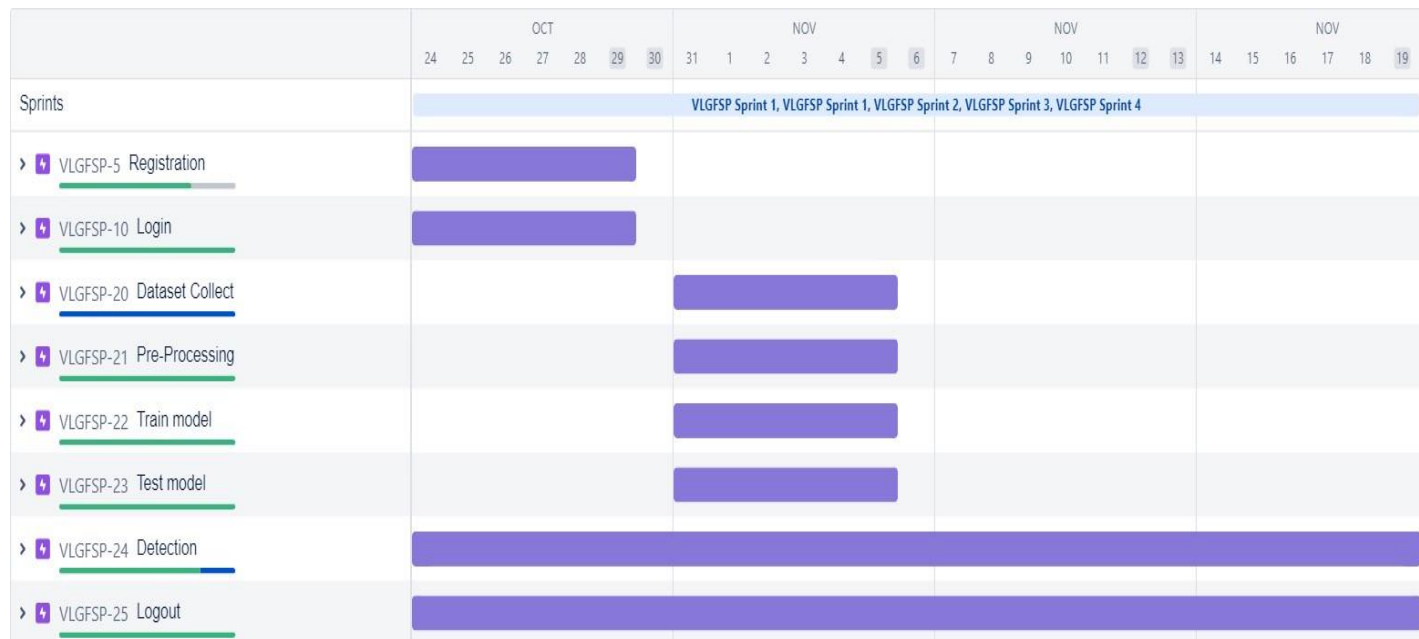 OCT NOV NOV NOV
24 25 26 27 28 29 30 31 1 2 3 4 5 6 7 8 9 10 11 12 13 14 15 16 17 18 19
Sprints VLGFSP Sprint 1, VLGFSP Sprint 1, VLGFSP Sprint 2, VLGFSP Sprint 3, VLGFSP Sprint 4
VLGFSP-5 Registration
VLGFSP-10 Login
VLGFSP-20 Dataset Collect
VLGFSP-21 Pre-Processing
VLGFSP-22 Train model
VLGFSP-23 Test model
VLGFSP-24 Detection
VLGFSP-25 Logout